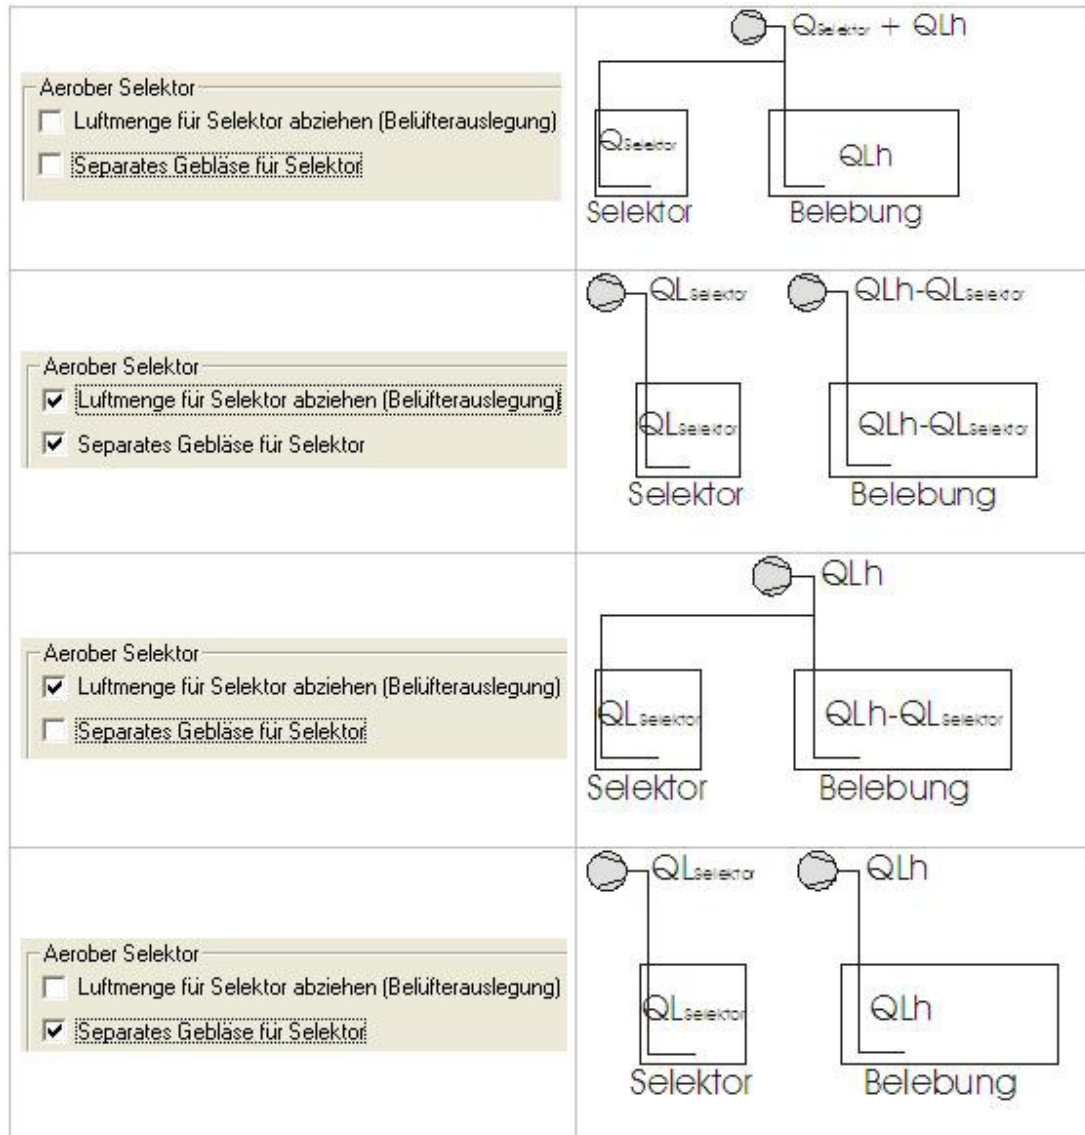 Aerober Selektor
Luftmenge für Selektor abziehen (Belüfterauslegung)
Separates Gebläse für Selektor
QSelektor + QLh
QSelektor
QLh
Selektor
Belebung
Aerober Selektor
Luftmenge für Selektor abziehen (Belüfterauslegung)
Separates Gebläse für Selektor
QLSelektor
QLh-QLSelektor
QLSelektor
QLh-QLSelektor
Selektor
Belebung
Aerober Selektor
Luftmenge für Selektor abziehen (Belüfterauslegung)
Separates Gebläse für Selektor
QLh
QLSelektor
QLh-QLSelektor
Selektor
Belebung
Aerober Selektor
Luftmenge für Selektor abziehen (Belüfterauslegung)
Separates Gebläse für Selektor
QLSelektor
QLh
QLSelektor
QLh
Selektor
Belebung